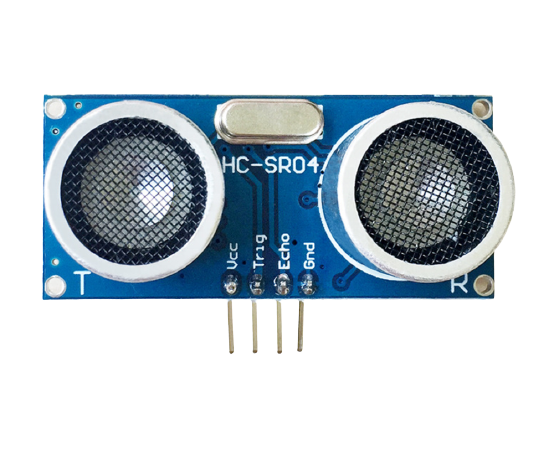 HC-SR04
Vcc
Trig
Echo
Gnd
T
R